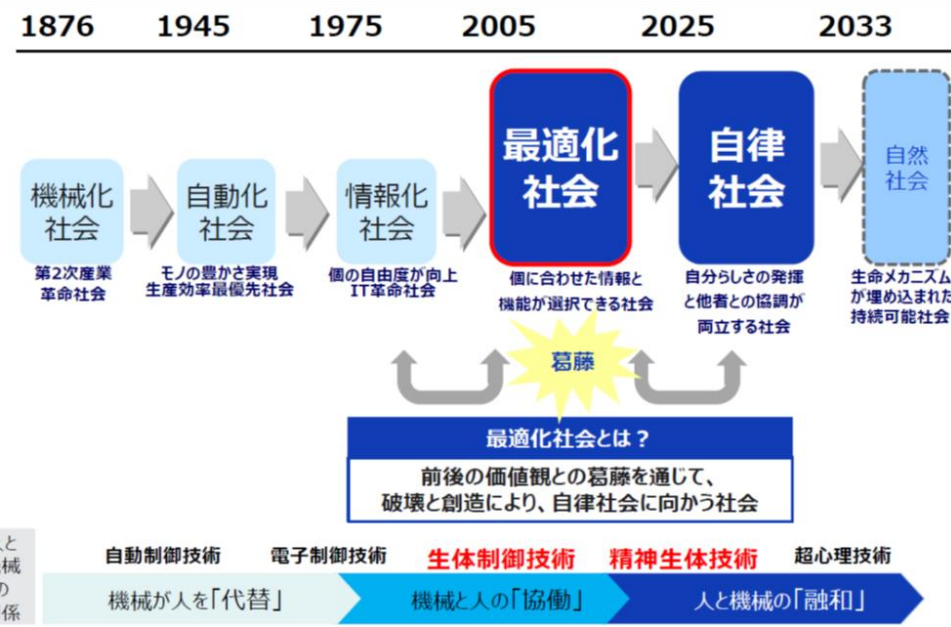 1876 1945 1975 2005 2025 2033
機械化
社会
第2次産業
革命社会
自動化
社会
モノの豊かさ実現
生産効率最優先社会
情報化
社会
個の自由度が向上
IT革命社会
最適化
社会
個に合わせた情報と
機能が選択できる社会
自律
社会
自分らしさの発揮
と他者との協調が
両立する社会
自然
社会
生命メカニズム
が埋め込まれた
持続可能社会
葛藤
最適化社会とは?
前後の価値観との葛藤を通じて、
破壊と創造により、自律社会に向かう社会
人と
機械
の
関係
自動制御技術 電子制御技術 生体制御技術 精神生体技術 超心理技術
機械が人を「代替」 機械と人の「協働」 人と機械の「融和」